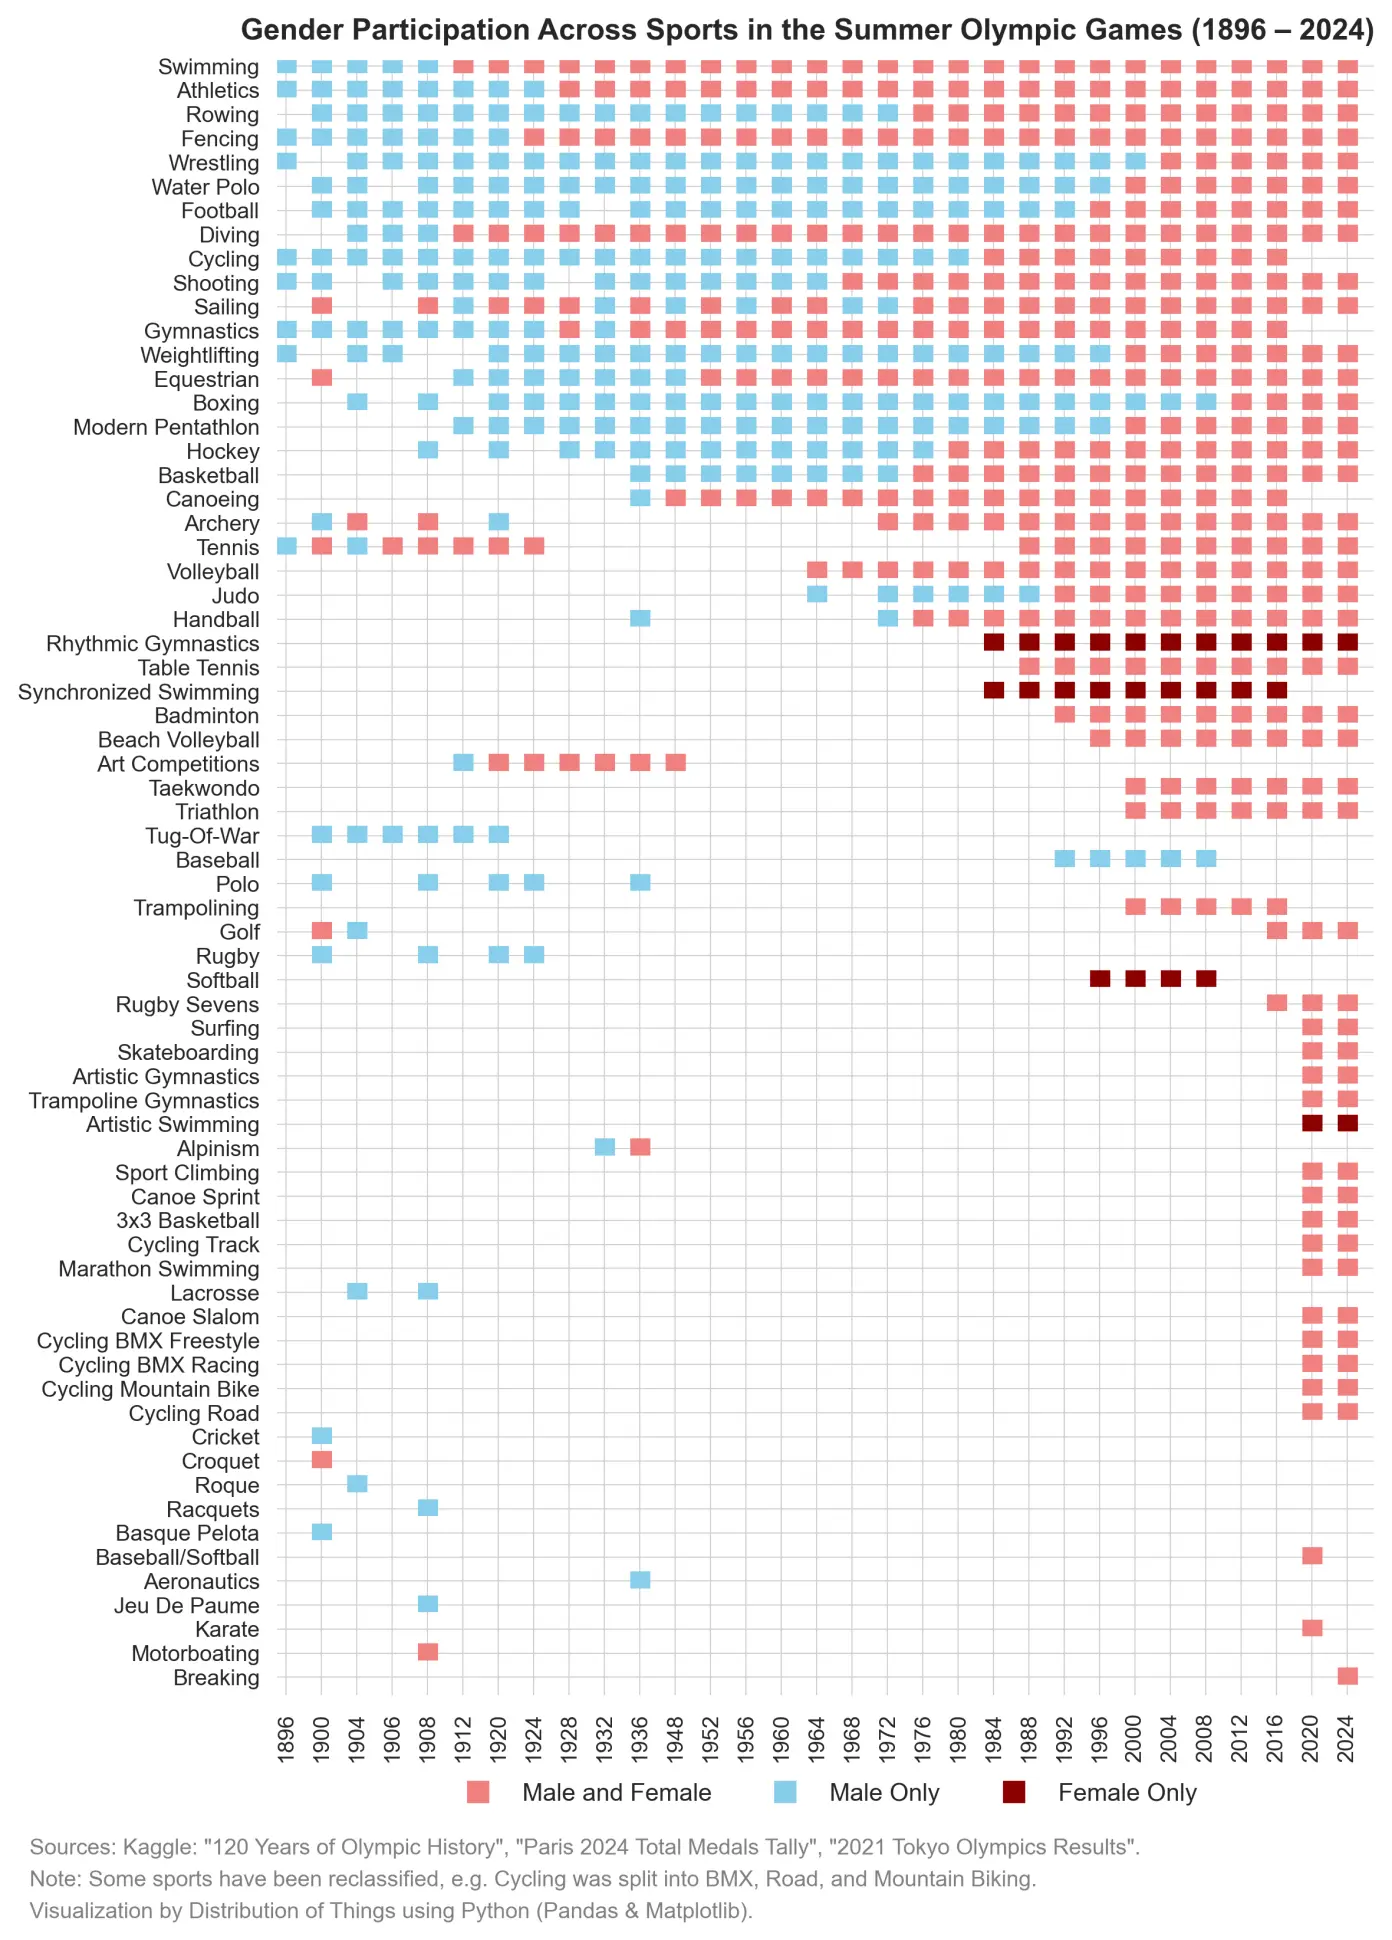 Gender Participation Across Sports in the Summer Olympic Games (1896 – 2024)
Swimming
Athletics
Rowing
Fencing
Wrestling
Water Polo
Football
Diving
Cycling
Shooting
Sailing
Gymnastics
Weightlifting
Equestrian
Boxing
Modern Pentathlon
Hockey
Basketball
Canoeing
Archery
Tennis
Volleyball
Judo
Handball
Rhythmic Gymnastics
Table Tennis
Synchronized Swimming
Badminton
Beach Volleyball
Art Competitions
Taekwondo
Triathlon
Tug-Of-War
Baseball
Polo
Trampolining
Golf
Rugby
Softball
Rugby Sevens
Surfing
Skateboarding
Artistic Gymnastics
Trampoline Gymnastics
Artistic Swimming
Alpinism
Sport Climbing
Canoe Sprint
3x3 Basketball
Cycling Track
Marathon Swimming
Lacrosse
Canoe Slalom
Cycling BMX Freestyle
Cycling BMX Racing
Cycling Mountain Bike
Cycling Road
Cricket
Croquet
Roque
Racquets
Basque Pelota
Baseball/Softball
Aeronautics
Jeu De Paume
Karate
Motorboating
Breaking
1896 1900 1904 1906 1908 1912 1920 1924 1928 1932 1936 1948 1952 1956 1960 1964 1968 1972 1976 1980 1984 1988 1992 1996 2000 2004 2008 2012 2016 2020 2024
Male and Female Male Only Female Only
Sources: Kaggle: "120 Years of Olympic History", "Paris 2024 Total Medals Tally", "2021 Tokyo Olympics Results".
Note: Some sports have been reclassified, e.g. Cycling was split into BMX, Road, and Mountain Biking.
Visualization by Distribution of Things using Python (Pandas & Matplotlib).